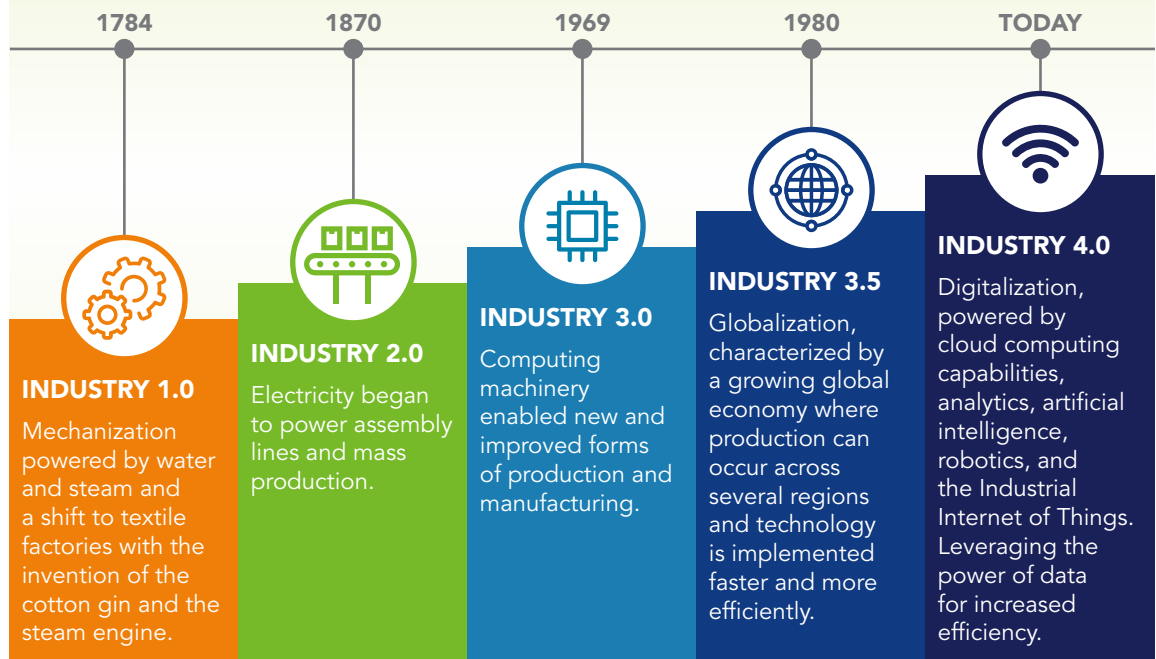 1784
1870
1969
1980
TODAY
INDUSTRY 1.0
Mechanization
powered by water
and steam and
a shift to textile
factories with the
invention of the
cotton gin and the
steam engine.
INDUSTRY 2.0
Electricity began
to power assembly
lines and mass
production.
INDUSTRY 3.0
Computing
machinery
enabled new and
improved forms
of production and
manufacturing.
INDUSTRY 3.5
Globalization,
characterized by
a growing global
economy where
production can
occur across
several regions
and technology
is implemented
faster and more
efficiently.
INDUSTRY 4.0
Digitalization,
powered by
cloud computing
capabilities,
analytics, artificial
intelligence,
robotics, and
the Industrial
Internet of Things.
Leveraging the
power of data
for increased
efficiency.